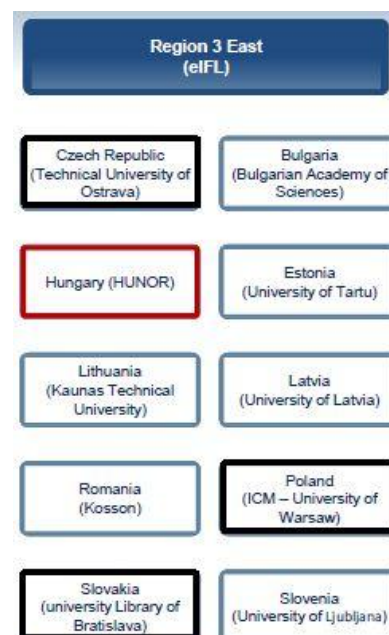 Region 3 East
(eIFL)
Czech Republic
(Technical University of
Ostrava)
Bulgaria
(Bulgarian Academy of
Sciences)
Hungary (HUNOR)
Estonia
(University of Tartu)
Lithuania
(Kaunas Technical
University)
Latvia
(University of Latvia)
Romania
(Kosson)
Poland
(ICM – University of
Warsaw)
Slovakia
(university Library of
Bratislava)
Slovenia
(University of Ljubljana)